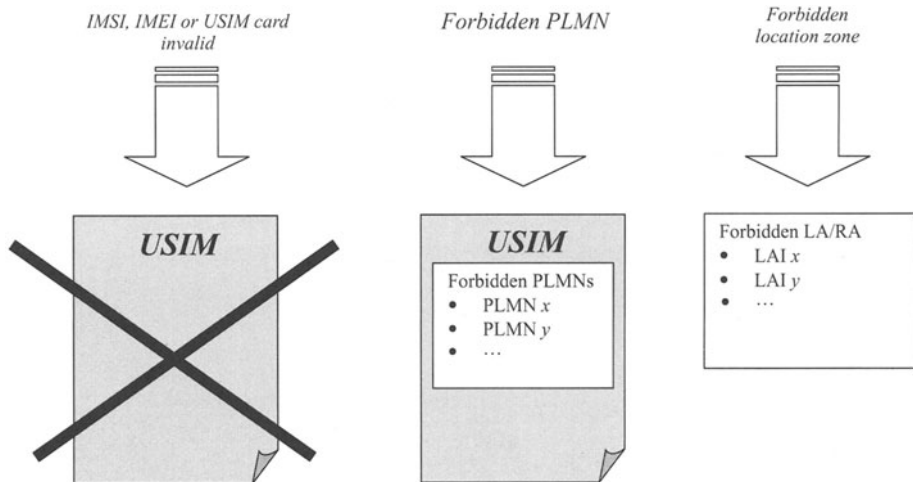 IMSI, IMEI or USIM card
invalid
USIM
Forbidden PLMN
USIM
Forbidden PLMNs
• PLMN x
• PLMN y
• …
Forbidden
location zone
Forbidden LA/RA
• LAI x
• LAI y
• …